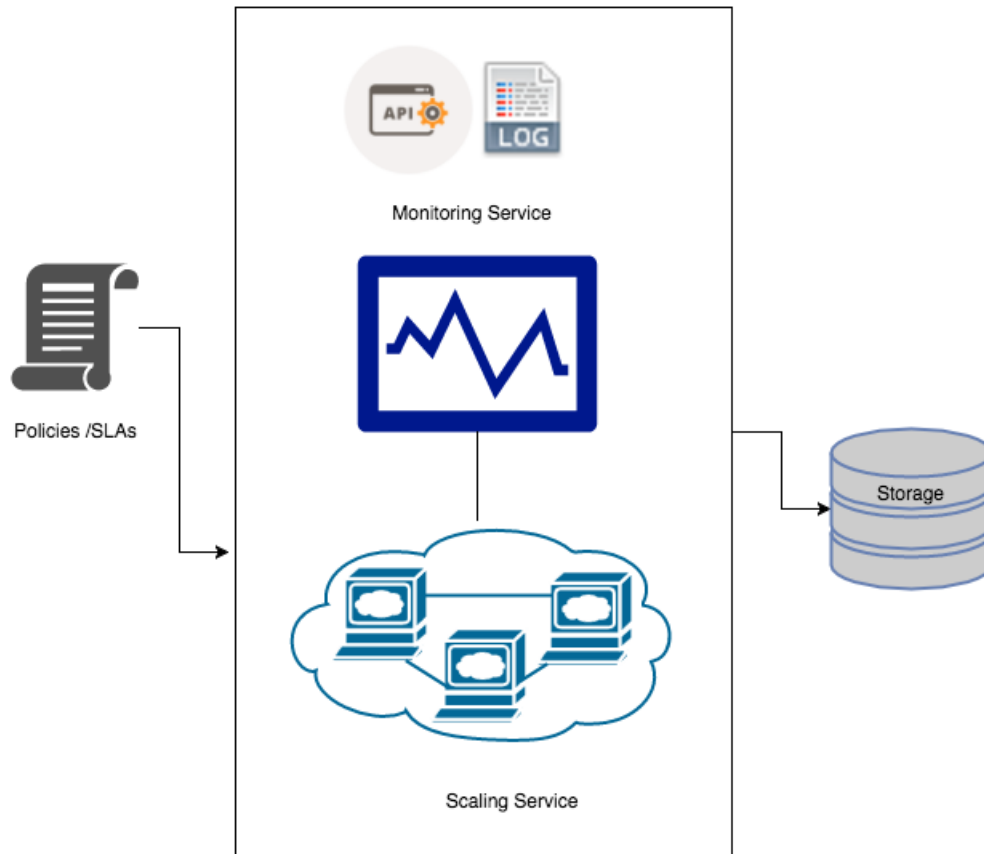 API
LOG
Monitoring Service
Policies /SLAs
Storage
Scaling Service